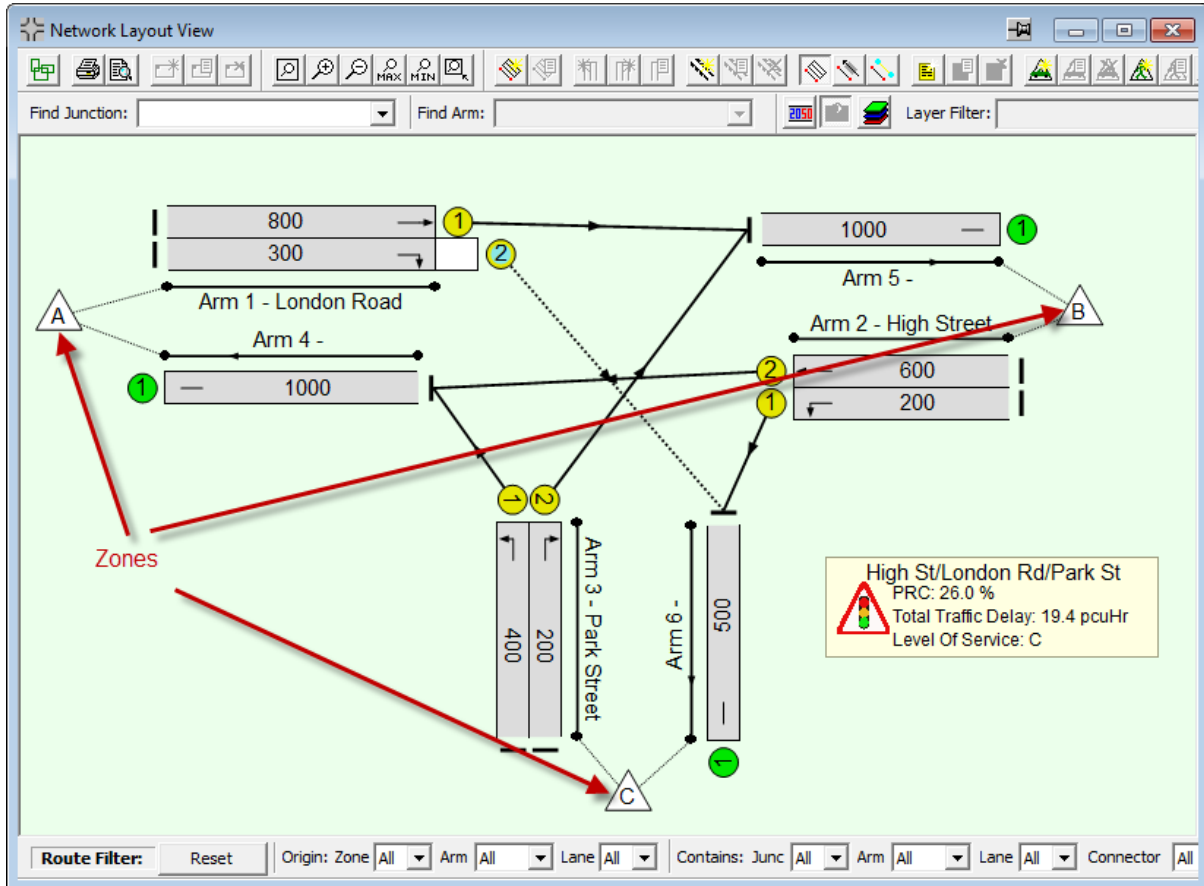 Network Layout View
MAX MIN
Find Junction: Find Arm: 2050 Layer Filter:
800 1
300 2
Arm 1 - London Road
1000 1
Arm 5 -
A
B
Arm 4 -
Arm 2 - High Street
1 1000
2 600
1 200
Zones
1 2
400 200
Arm 3 - Park Street
Arm 6 -
500
1
C
High St/London Rd/Park St
PRC: 26.0 %
Total Traffic Delay: 19.4 pcuHr
Level Of Service: C
Route Filter: Reset Origin: Zone All Arm All Lane All Contains: Junc All Arm All Lane All Connector All